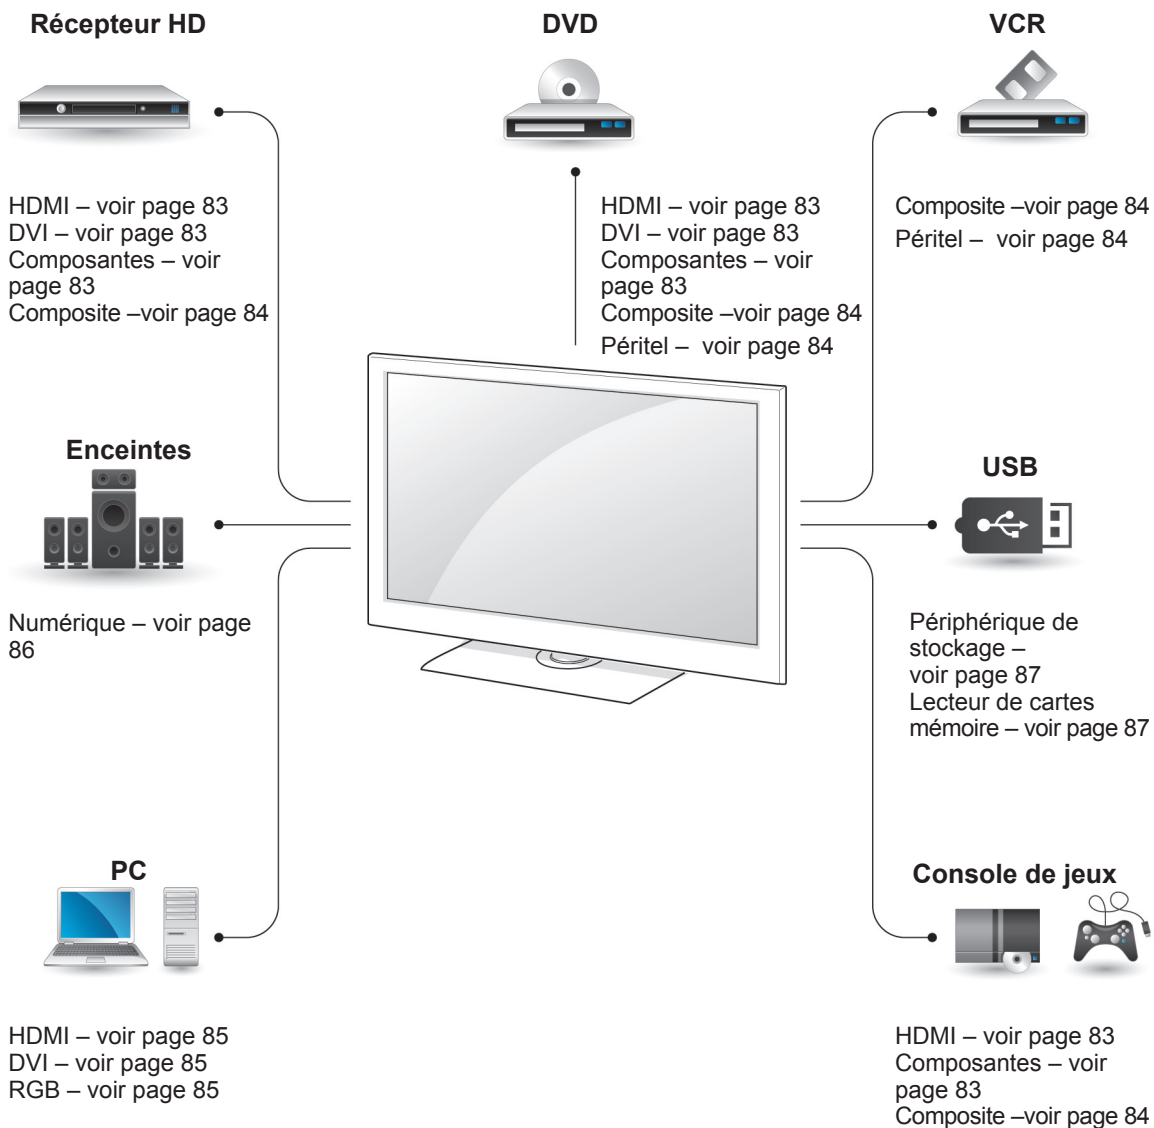 Récepteur HD
HDMI – voir page 83
DVI – voir page 83
Composantes – voir
page 83
Composite –voir page 84
DVD
HDMI – voir page 83
DVI – voir page 83
Composantes – voir
page 83
Composite –voir page 84
Péritel – voir page 84
VCR
Composite –voir page 84
Péritel – voir page 84
Enceintes
Numérique – voir page
86
USB
Périphérique de
stockage –
voir page 87
Lecteur de cartes
mémoire – voir page 87
PC
HDMI – voir page 85
DVI – voir page 85
RGB – voir page 85
Console de jeux
HDMI – voir page 83
Composantes – voir
page 83
Composite –voir page 84